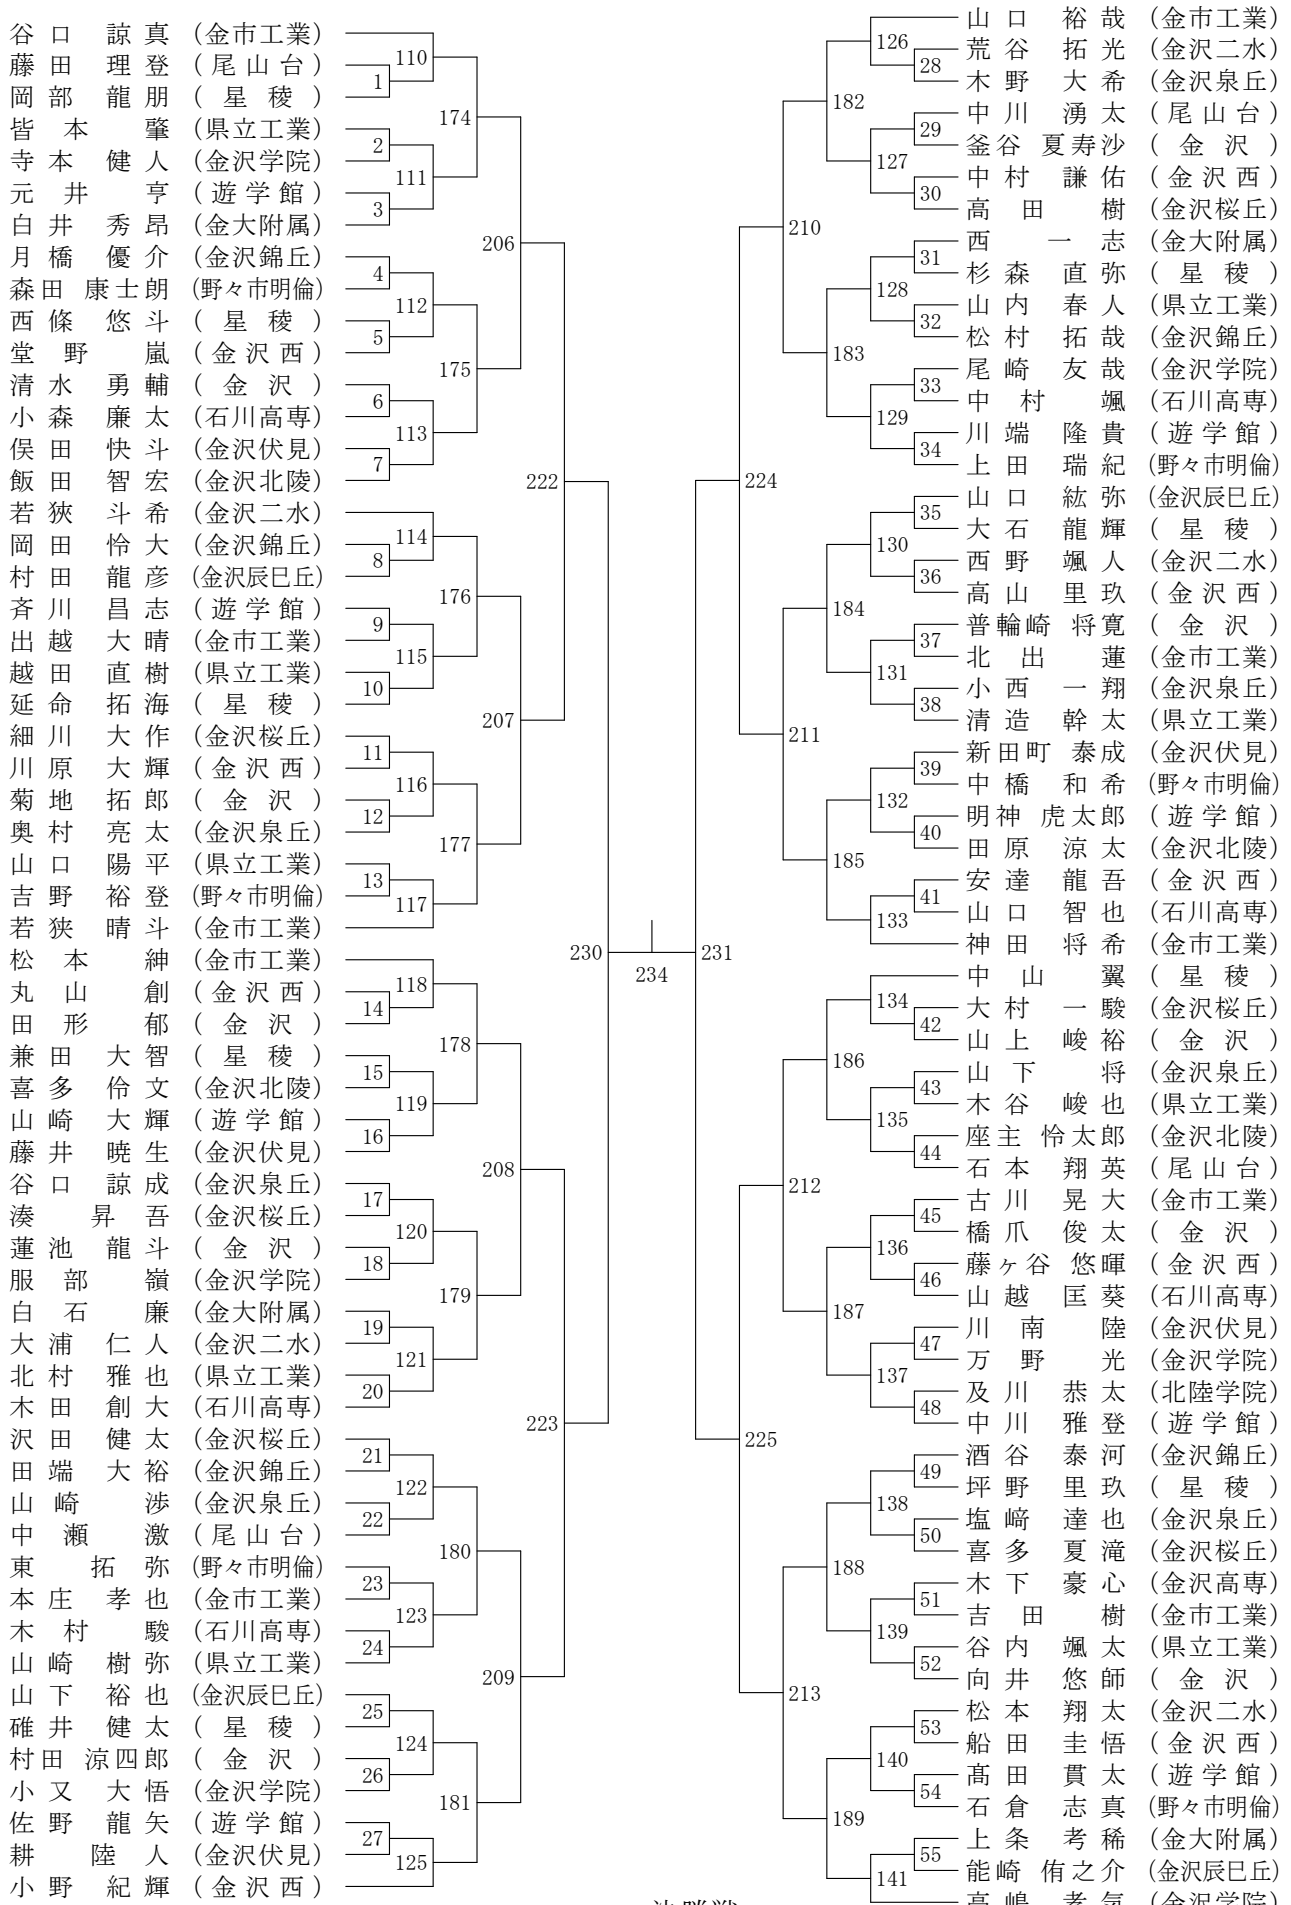 谷口 諒真 (金市工業)
藤田 理登 (尾山台)
岡部 龍朋 (星稜)
皆本 肇 (県立工業)
寺本 健人 (金沢学院)
元井 亨 (遊学館)
白井 秀昂 (金大附属)
月橋 優介 (金沢錦丘)
森田 康士朗 (野々市明倫)
西條 悠斗 (星稜)
堂野 嵐 (金沢西)
清水 勇輔 (金沢)
小森 廉太 (石川高専)
俣田 快斗 (金沢伏見)
飯田 智宏 (金沢北陵)
若狹 斗希 (金沢二水)
岡田 怜大 (金沢錦丘)
村田 龍彦 (金沢辰巳丘)
斉川 昌志 (遊学館)
出越 大晴 (金市工業)
越田 直樹 (県立工業)
延命 拓海 (星稜)
細川 大作 (金沢桜丘)
川原 大輝 (金沢西)
菊地 拓郎 (金沢)
奥村 亮太 (金沢泉丘)
山口 陽平 (県立工業)
吉野 裕登 (野々市明倫)
若狭 晴斗 (金市工業)
松本 紳 (金市工業)
丸山 創 (金沢西)
田形 郁 (金沢)
兼田 大智 (星稜)
喜多 伶文 (金沢北陵)
山崎 大輝 (遊学館)
藤井 暁生 (金沢伏見)
谷口 諒成 (金沢泉丘)
湊 昇吾 (金沢桜丘)
蓮池 龍斗 (金沢)
服部 嶺 (金沢学院)
白石 廉 (金大附属)
大浦 仁人 (金沢二水)
北村 雅也 (県立工業)
木田 創大 (石川高専)
沢田 健太 (金沢桜丘)
田端 大裕 (金沢錦丘)
山崎 渉 (金沢泉丘)
中瀬 激 (尾山台)
東 拓弥 (野々市明倫)
本庄 孝也 (金市工業)
木村 駿 (石川高専)
山崎 樹弥 (県立工業)
山下 裕也 (金沢辰巳丘)
碓井 健太 (星稜)
村田 涼四郎 (金沢)
小又 大悟 (金沢学院)
佐野 龍矢 (遊学館)
耕 陸人 (金沢伏見)
小野 紀輝 (金沢西)
1
2
3
4
5
6
7
8
9
10
11
12
13
14
15
16
17
18
19
20
21
22
23
24
25
26
27
110
111
112
113
114
115
116
117
118
119
120
121
122
123
124
125
174
175
176
177
178
179
180
181
206
207
208
209
222
223
230
234
231
224
225
210
211
212
213
182
183
184
185
186
187
188
189
126
127
128
129
130
131
132
133
134
135
136
137
138
139
140
141
28
29
30
31
32
33
34
35
36
37
38
39
40
41
42
43
44
45
46
47
48
49
50
51
52
53
54
55
山口 裕哉 (金市工業)
荒谷 拓光 (金沢二水)
木野 大希 (金沢泉丘)
中川 湧太 (尾山台)
釜谷 夏寿沙 (金沢)
中村 謙佑 (金沢西)
高田 樹 (金沢桜丘)
西 一志 (金大附属)
杉森 直弥 (星稜)
山内 春人 (県立工業)
松村 拓哉 (金沢錦丘)
尾崎 友哉 (金沢学院)
中村 颯 (石川高専)
川端 隆貴 (遊学館)
上田 瑞紀 (野々市明倫)
山口 紘弥 (金沢辰巳丘)
大石 龍輝 (星稜)
西野 颯人 (金沢二水)
高山 里玖 (金沢西)
普輪崎 将寛 (金沢)
北出 蓮 (金市工業)
小西 一翔 (金沢泉丘)
清造 幹太 (県立工業)
新田町 泰成 (金沢伏見)
中橋 和希 (野々市明倫)
明神 虎太郎 (遊学館)
田原 涼太 (金沢北陵)
安達 龍吾 (金沢西)
山口 智也 (石川高専)
神田 将希 (金市工業)
中山 翼 (星稜)
大村 一駿 (金沢桜丘)
山上 峻裕 (金沢)
山下 将 (金沢泉丘)
木谷 峻也 (県立工業)
座主 怜太郎 (金沢北陵)
石本 翔英 (尾山台)
古川 晃大 (金市工業)
橋爪 俊太 (金沢)
藤ヶ谷 悠暉 (金沢西)
山越 匡葵 (石川高専)
川南 陸 (金沢伏見)
万野 光 (金沢学院)
及川 恭太 (北陸学院)
中川 雅登 (遊学館)
酒谷 泰河 (金沢錦丘)
坪野 里玖 (星稜)
塩﨑 達也 (金沢泉丘)
喜多 夏滝 (金沢桜丘)
木下 豪心 (金沢高専)
吉田 樹 (金市工業)
谷内 颯太 (県立工業)
向井 悠師 (金沢)
松本 翔太 (金沢二水)
船田 圭悟 (金沢西)
髙田 貫太 (遊学館)
石倉 志真 (野々市明倫)
上条 考稀 (金大附属)
能崎 侑之介 (金沢辰巳丘)